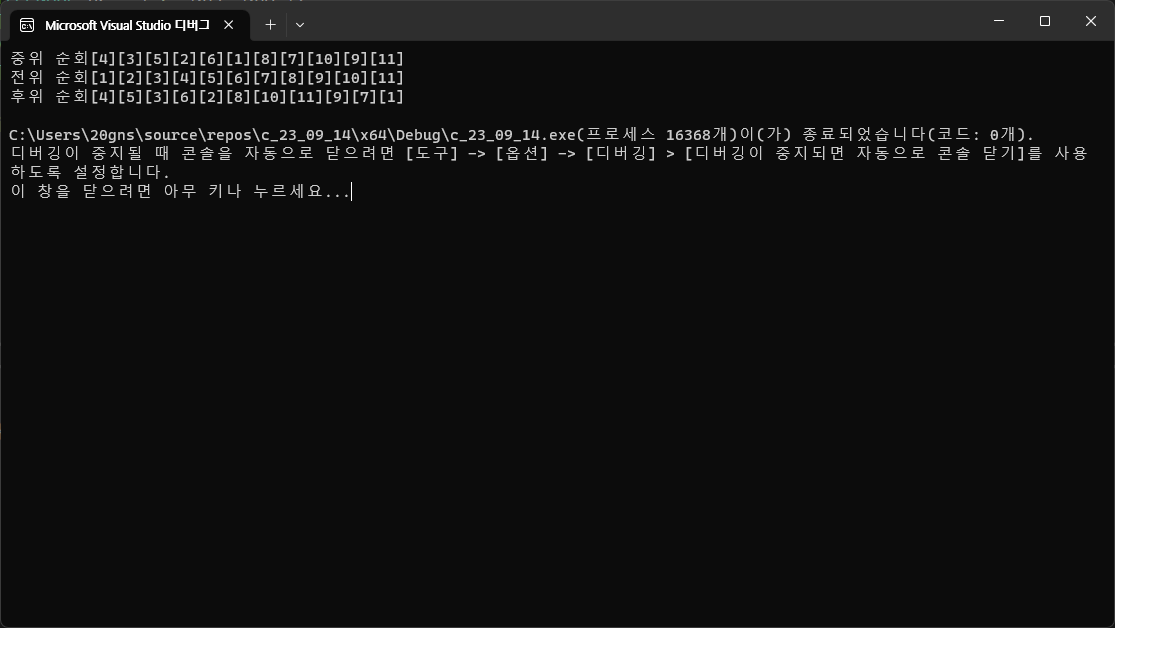 Microsoft Visual Studio 디버그
중위 순회[4][3][5][2][6][1][8][7][10][9][11]
전위 순회[1][2][3][4][5][6][7][8][9][10][11]
후위 순회[4][5][3][6][2][8][10][11][9][7][1]
C:\Users\20gns\source\repos\c_23_09_14\x64\Debug\c_23_09_14.exe(프로세스 16368개)이(가) 종료되었습니다(코드: 0개).
디버깅이 중지될 때 콘솔을 자동으로 닫으려면 [도구] -> [옵션] -> [디버깅] > [디버깅이 중지되면 자동으로 콘솔 닫기]를 사용
하도록 설정합니다.
이 창을 닫으려면 아무 키나 누르세요...